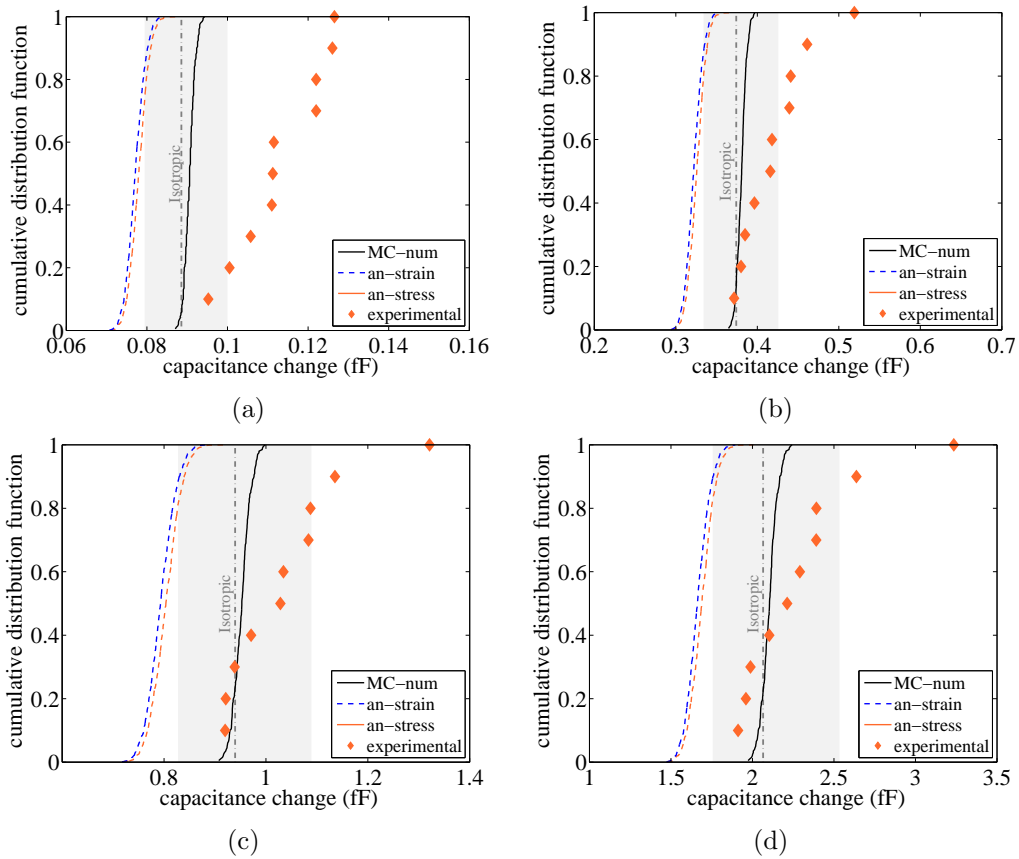 cumulative distribution function
1
0.8
0.6
0.4
0.2
0
Isotropic
MC−num
an−strain
an−stress
experimental
0.06 0.08 0.1 0.12 0.14 0.16
capacitance change (fF)
(a)
cumulative distribution function
1
0.8
0.6
0.4
0.2
0
Isotropic
MC−num
an−strain
an−stress
experimental
0.2 0.3 0.4 0.5 0.6 0.7
capacitance change (fF)
(b)
cumulative distribution function
1
0.8
0.6
0.4
0.2
0
Isotropic
MC−num
an−strain
an−stress
experimental
0.8 1 1.2 1.4
capacitance change (fF)
(c)
cumulative distribution function
1
0.8
0.6
0.4
0.2
0
Isotropic
MC−num
an−strain
an−stress
experimental
1 1.5 2 2.5 3 3.5
capacitance change (fF)
(d)